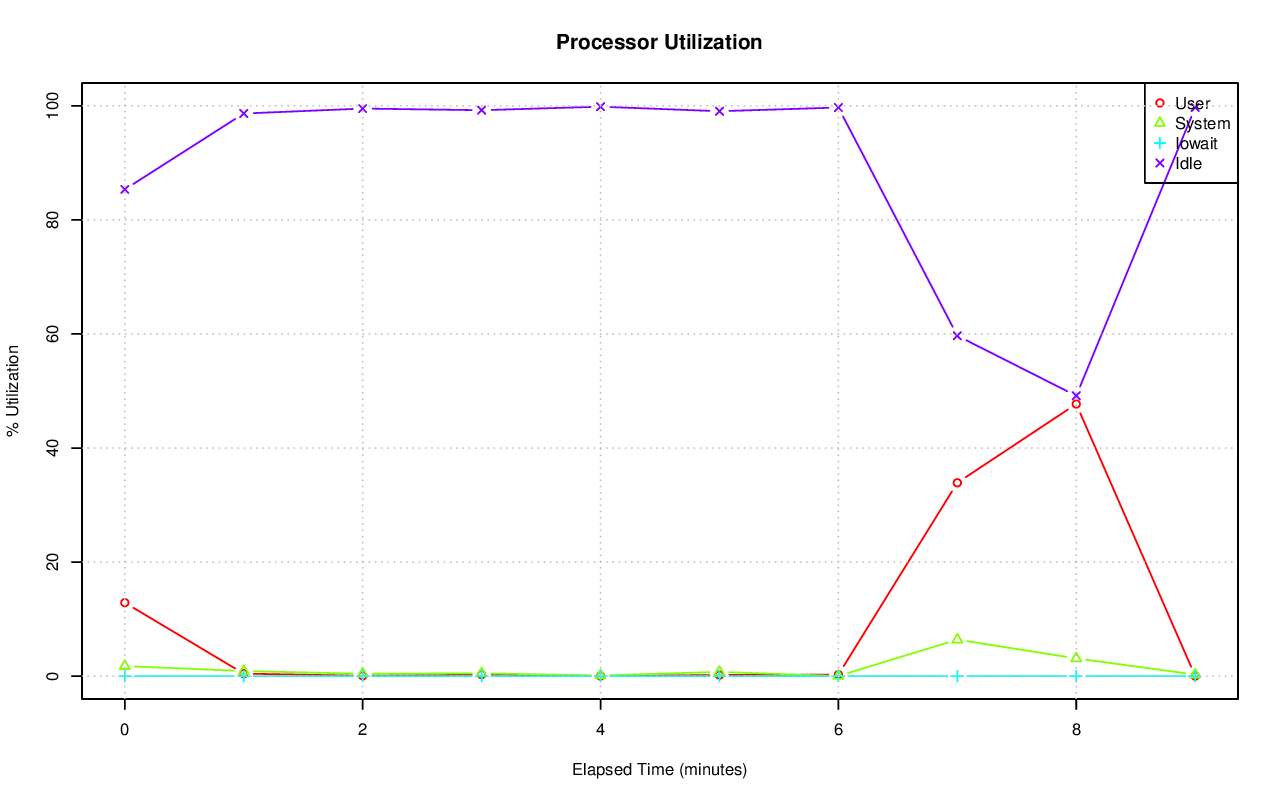 Processor Utilization
% Utilization
100
80
60
40
20
0
User
System
Iowait
Idle
0 2 4 6 8
Elapsed Time (minutes)